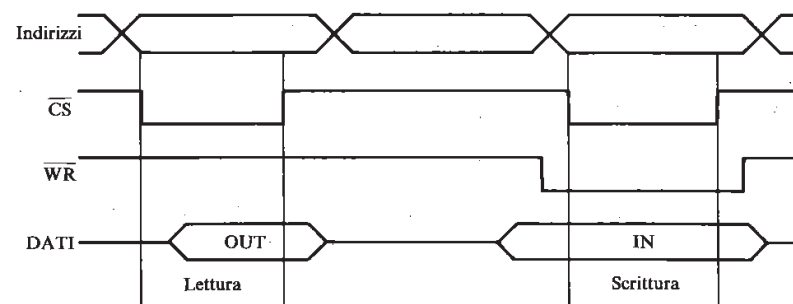 Indirizzi
CS
WR
DATI
OUT
IN
Lettura
Scrittura